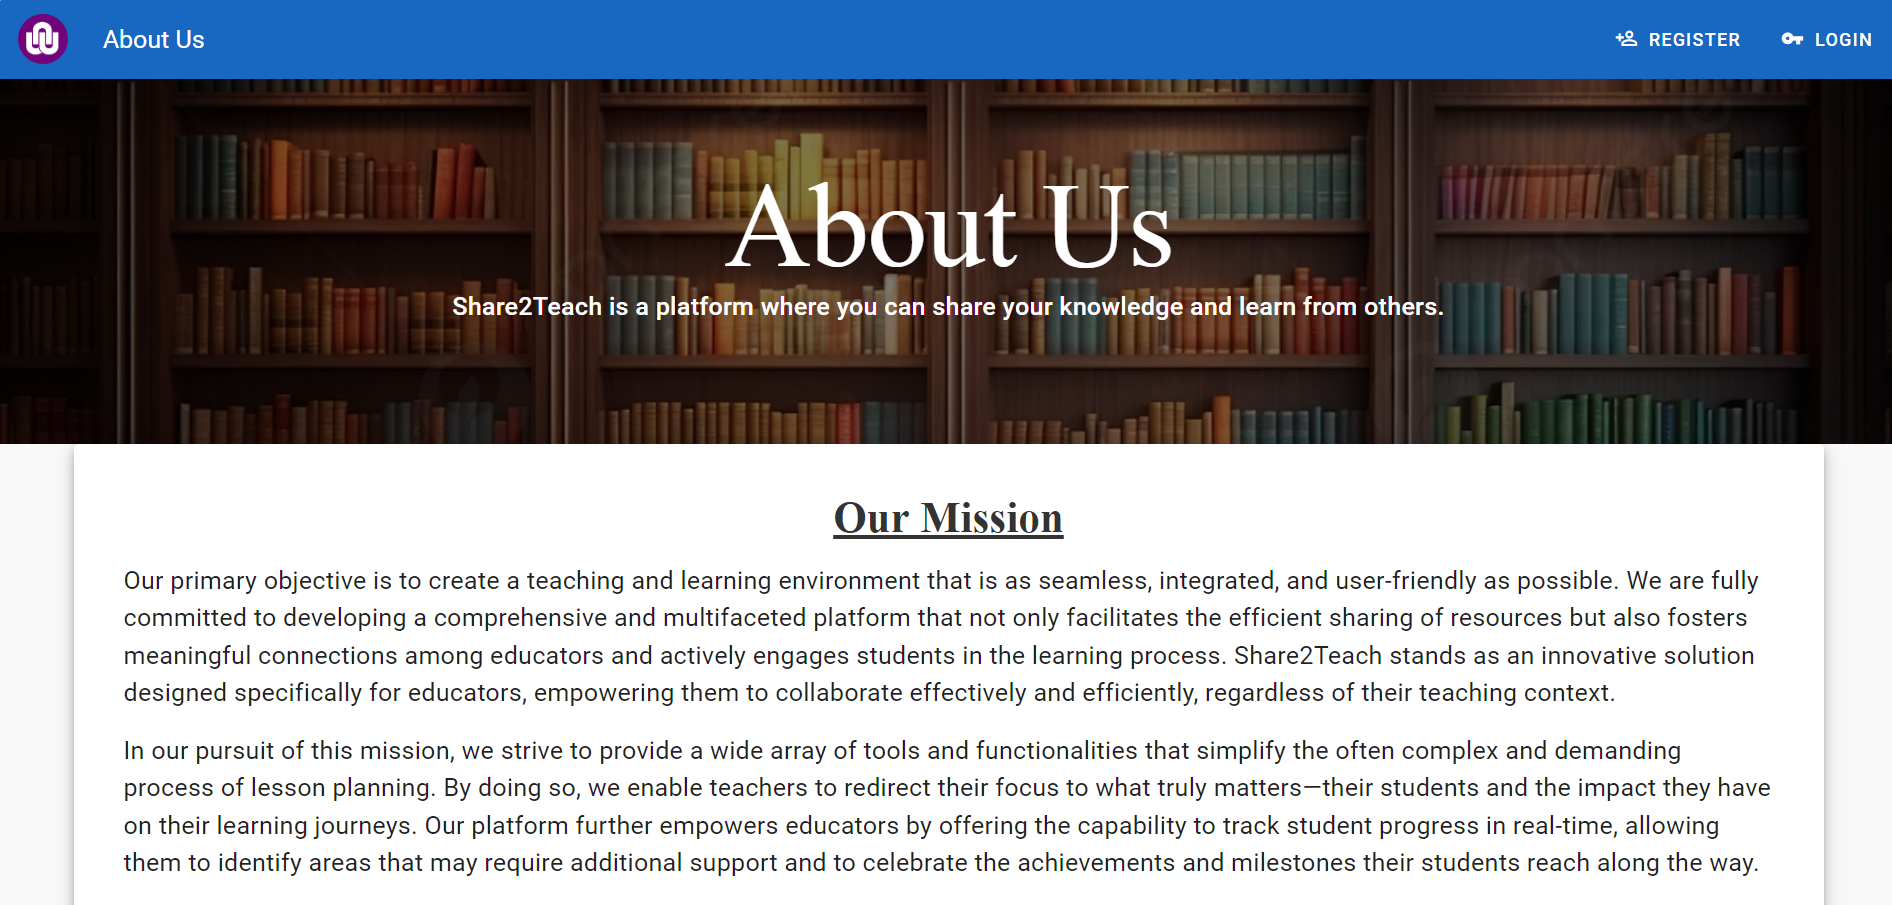 About Us
REGISTER
LOGIN
About Us
Share2Teach is a platform where you can share your knowledge and learn from others.
Our Mission
Our primary objective is to create a teaching and learning environment that is as seamless, integrated, and user-friendly as possible. We are fully
committed to developing a comprehensive and multifaceted platform that not only facilitates the efficient sharing of resources but also fosters
meaningful connections among educators and actively engages students in the learning process. Share2Teach stands as an innovative solution
designed specifically for educators, empowering them to collaborate effectively and efficiently, regardless of their teaching context.
In our pursuit of this mission, we strive to provide a wide array of tools and functionalities that simplify the often complex and demanding
process of lesson planning. By doing so, we enable teachers to redirect their focus to what truly matters—their students and the impact they have
on their learning journeys. Our platform further empowers educators by offering the capability to track student progress in real-time, allowing
them to identify areas that may require additional support and to celebrate the achievements and milestones their students reach along the way.